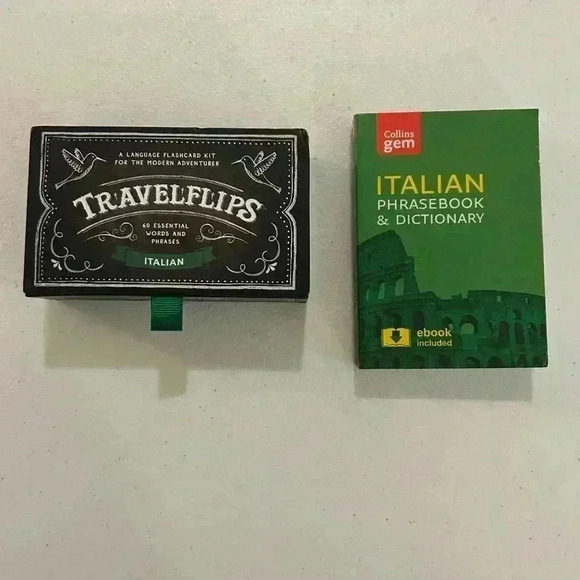 A LANGUAGE FLASHCARD KIT
FOR THE MODERN ADVENTURER
TRAVELFLIPS
60 ESSENTIAL
WORDS AND
PHRASES
ITALIAN
Collins
gem
ITALIAN
PHRASEBOOK
& DICTIONARY
ebook
included